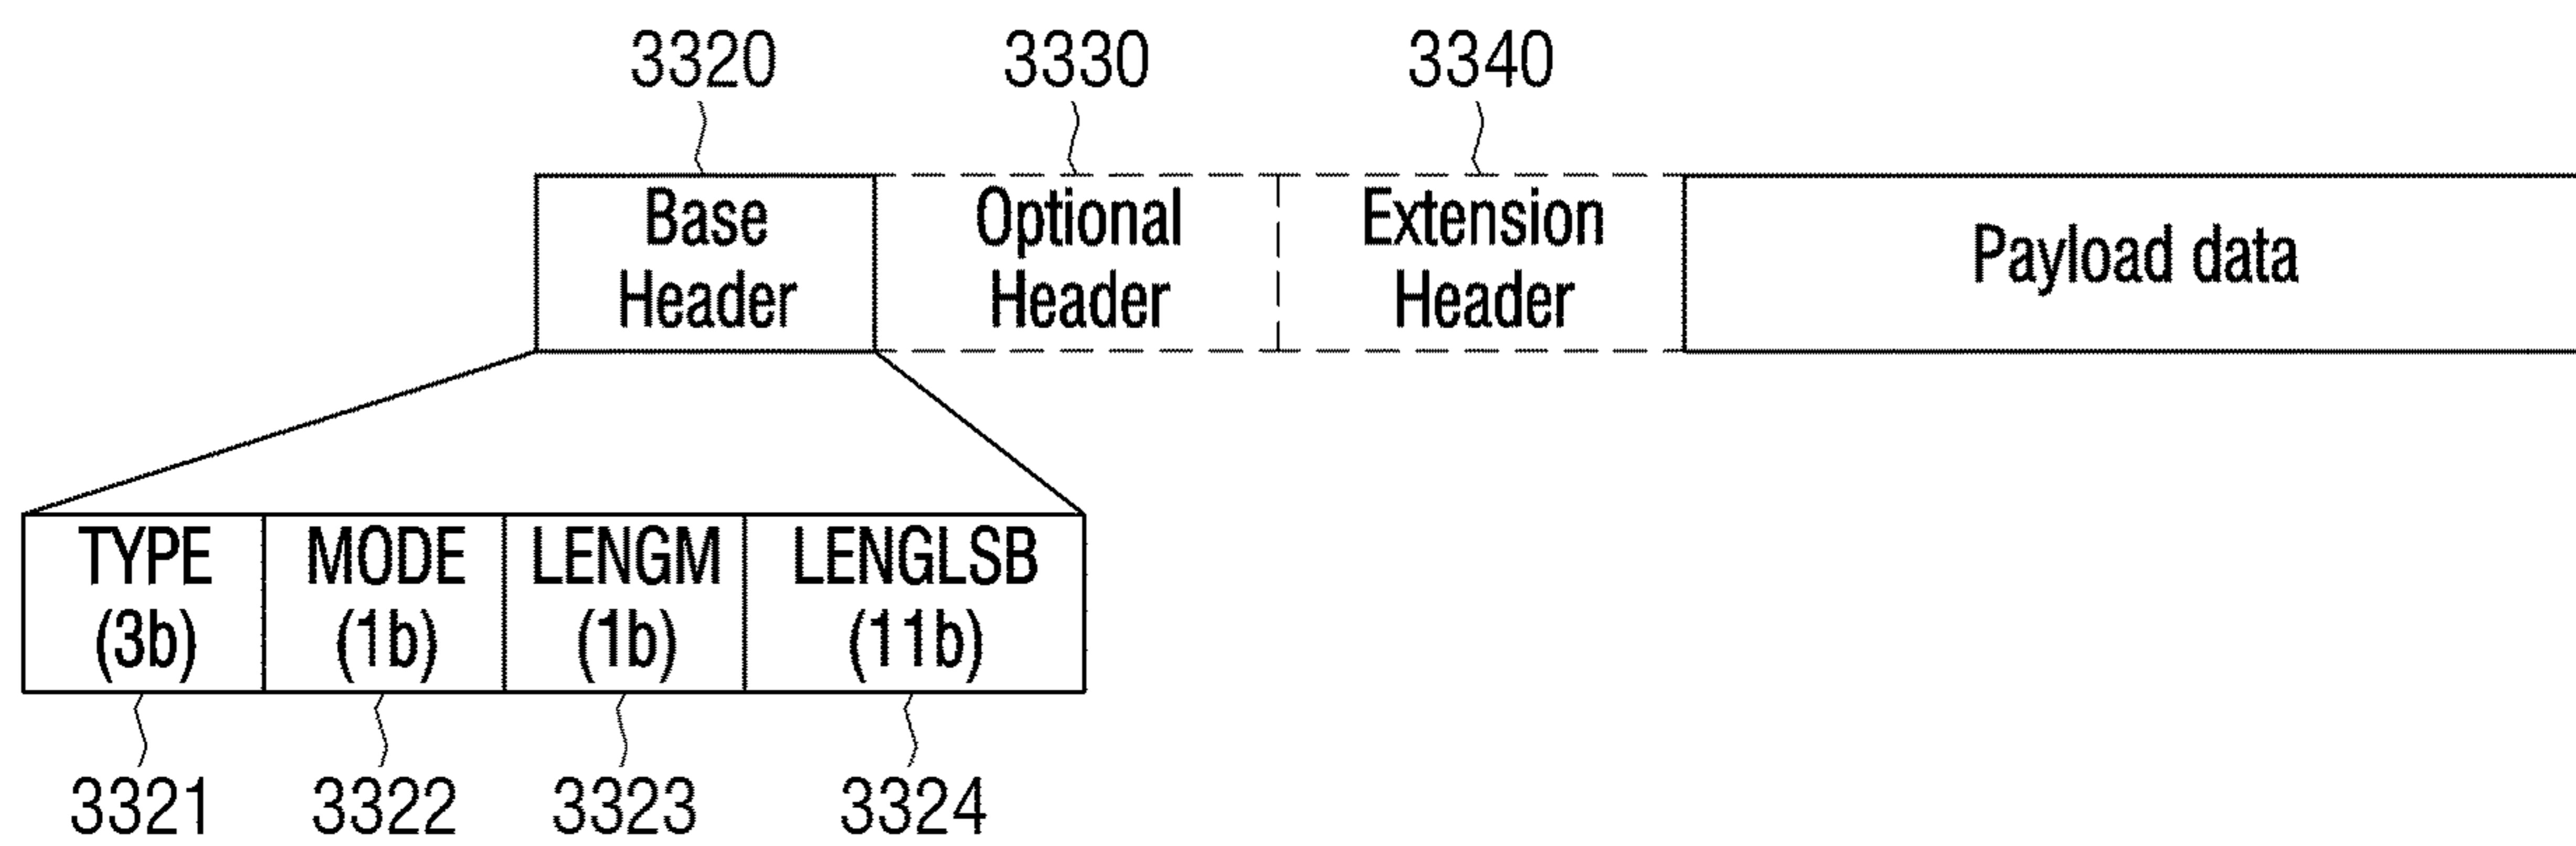 3320 3330 3340
Base Optional Extension
Header Header Header
Payload data
TYPE MODE LENGM LENGLSB
(3b) (1b) (1b) (11b)
3321 3322 3323 3324